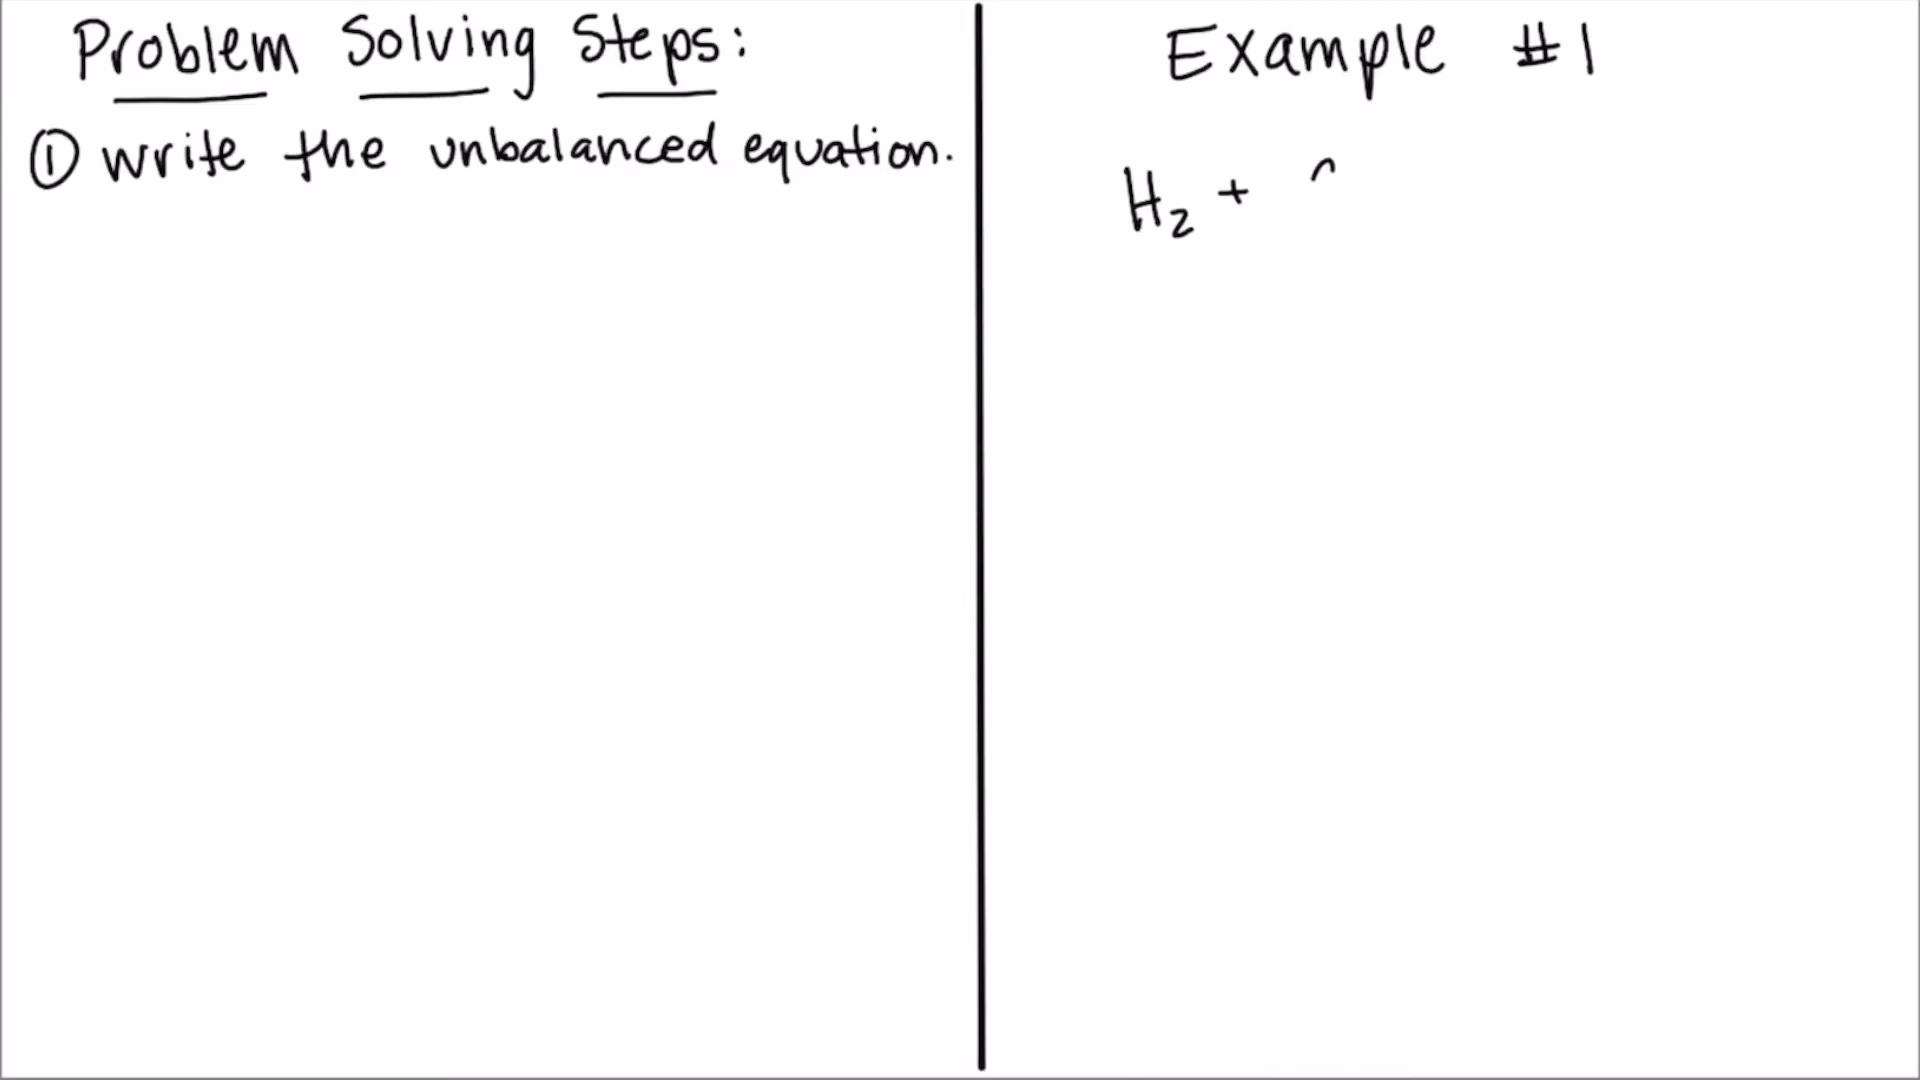 Problem Solving Steps:
① write the unbalanced equation.
Example #1
H₂ +